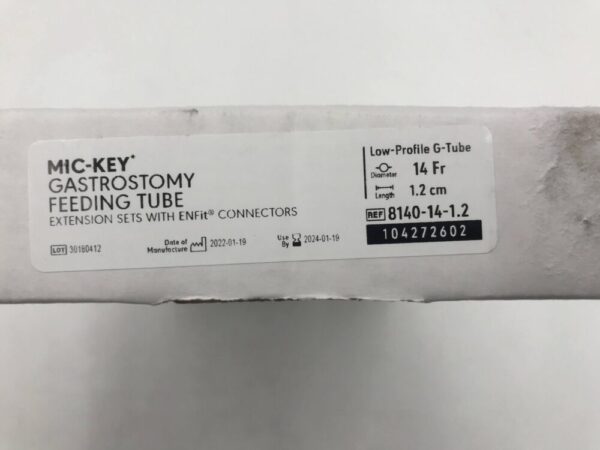 MIC-KEY*
GASTROSTOMY
FEEDING TUBE
EXTENSION SETS WITH ENFit® CONNECTORS
LOT 30180412
Date of Manufacture 2022-01-19
Use By 2024-01-19
Low-Profile G-Tube
Diameter 14 Fr
Length 1.2 cm
REF 8140-14-1.2
104272602